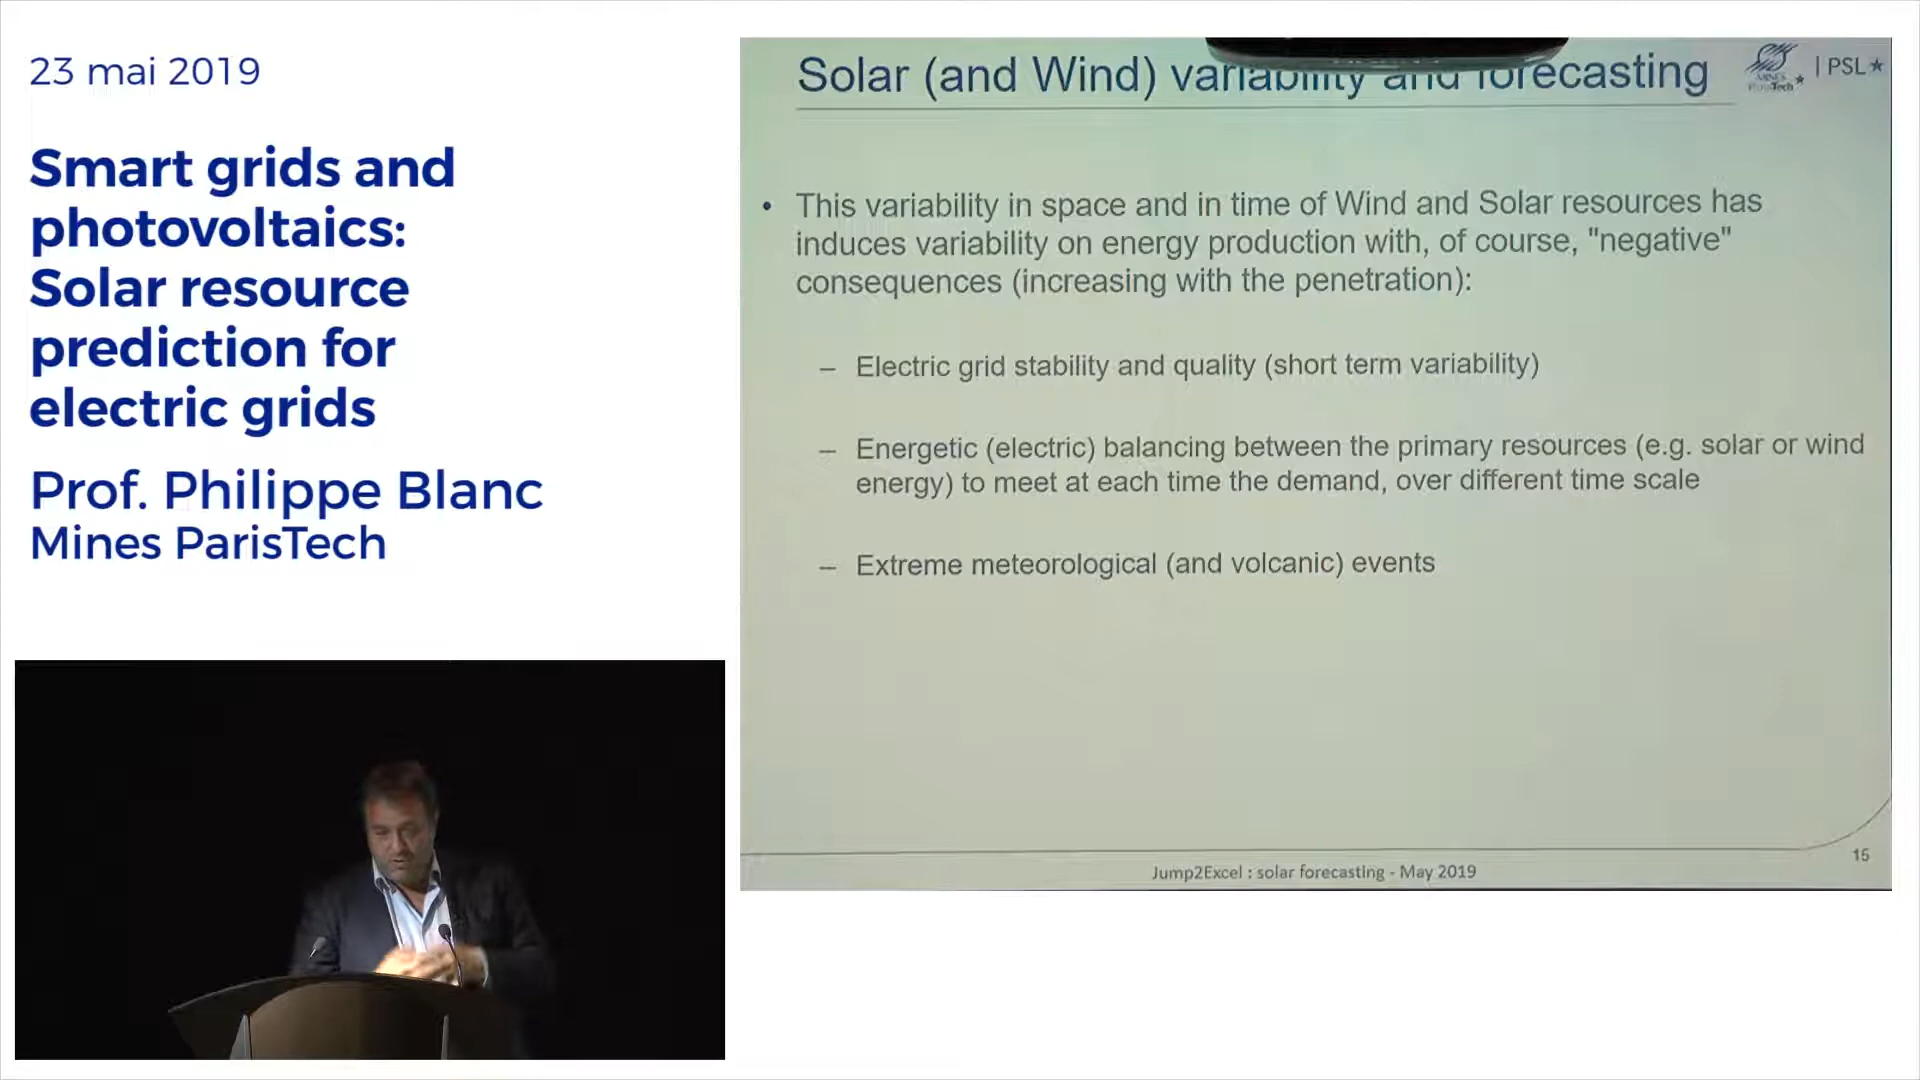 23 mai 2019
Smart grids and
photovoltaics:
Solar resource
prediction for
electric grids
Prof. Philippe Blanc
Mines ParisTech
Solar (and Wind) variability and forecasting
MINES
ParisTech
| PSL★
• This variability in space and in time of Wind and Solar resources has
induces variability on energy production with, of course, "negative"
consequences (increasing with the penetration):
– Electric grid stability and quality (short term variability)
– Energetic (electric) balancing between the primary resources (e.g. solar or wind
energy) to meet at each time the demand, over different time scale
– Extreme meteorological (and volcanic) events
Jump2Excel : solar forecasting - May 2019
15